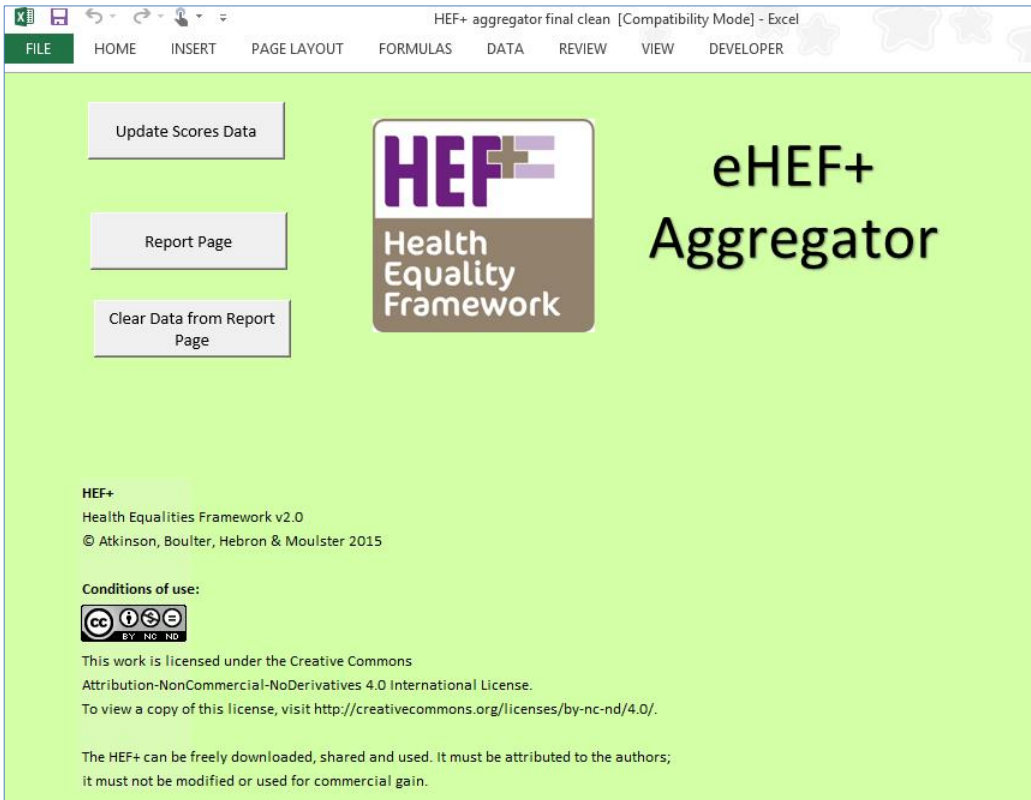 HEF+ aggregator final clean [Compatibility Mode] - Excel
FILE HOME INSERT PAGE LAYOUT FORMULAS DATA REVIEW VIEW DEVELOPER
Update Scores Data
Report Page
Clear Data from Report
Page
HEF+
Health
Equality
Framework
eHEF+
Aggregator
HEF+
Health Equalities Framework v2.0
© Atkinson, Boulter, Hebron & Moulster 2015
Conditions of use:
cc
BY NC ND
This work is licensed under the Creative Commons
Attribution-NonCommercial-NoDerivatives 4.0 International License.
To view a copy of this license, visit http://creativecommons.org/licenses/by-nc-nd/4.0/.
The HEF+ can be freely downloaded, shared and used. It must be attributed to the authors;
it must not be modified or used for commercial gain.